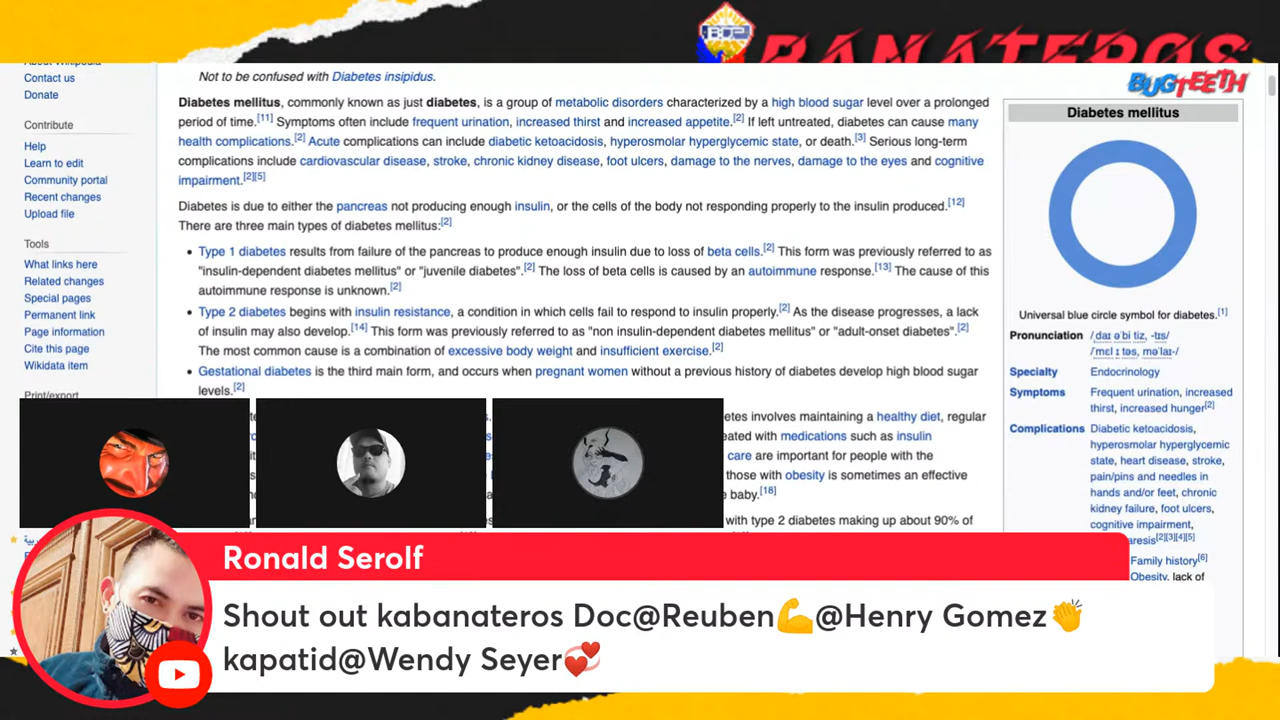 BANATEROS
BUGTEETH
About Wikipedia
Contact us
Donate
Contribute
Help
Learn to edit
Community portal
Recent changes
Upload file
Tools
What links here
Related changes
Special pages
Permanent link
Page information
Cite this page
Wikidata item
Print/export
Not to be confused with Diabetes insipidus.
Diabetes mellitus, commonly known as just diabetes, is a group of metabolic disorders characterized by a high blood sugar level over a prolonged
period of time.[11] Symptoms often include frequent urination, increased thirst and increased appetite.[2] If left untreated, diabetes can cause many
health complications.[2] Acute complications can include diabetic ketoacidosis, hyperosmolar hyperglycemic state, or death.[3] Serious long-term
complications include cardiovascular disease, stroke, chronic kidney disease, foot ulcers, damage to the nerves, damage to the eyes and cognitive
impairment.[2][5]
Diabetes is due to either the pancreas not producing enough insulin, or the cells of the body not responding properly to the insulin produced.[12]
There are three main types of diabetes mellitus:[2]
• Type 1 diabetes results from failure of the pancreas to produce enough insulin due to loss of beta cells.[2] This form was previously referred to as
"insulin-dependent diabetes mellitus" or "juvenile diabetes".[2] The loss of beta cells is caused by an autoimmune response.[13] The cause of this
autoimmune response is unknown.[2]
• Type 2 diabetes begins with insulin resistance, a condition in which cells fail to respond to insulin properly.[2] As the disease progresses, a lack
of insulin may also develop.[14] This form was previously referred to as "non insulin-dependent diabetes mellitus" or "adult-onset diabetes".[2]
The most common cause is a combination of excessive body weight and insufficient exercise.[2]
• Gestational diabetes is the third main form, and occurs when pregnant women without a previous history of diabetes develop high blood sugar
levels.[2]
etes involves maintaining a healthy diet, regular
eated with medications such as insulin
care are important for people with the
those with obesity is sometimes an effective
e baby.[18]
with type 2 diabetes making up about 90% of
Diabetes mellitus
Universal blue circle symbol for diabetes.[1]
Pronunciation /ˌdaɪəˈbiːtiːz, -tɪs/
/ˈmɛlɪtəs, məˈlaɪ-/
Specialty Endocrinology
Symptoms Frequent urination, increased
thirst, increased hunger[2]
Complications Diabetic ketoacidosis,
hyperosmolar hyperglycemic
state, heart disease, stroke,
pain/pins and needles in
hands and/or feet, chronic
kidney failure, foot ulcers,
cognitive impairment,
aresis[2][3][4][5]
Family history[6]
Obesity, lack of
Ronald Serolf
Shout out kabanateros Doc@Reuben💪@Henry Gomez👏
kapatid@Wendy Seyer💞